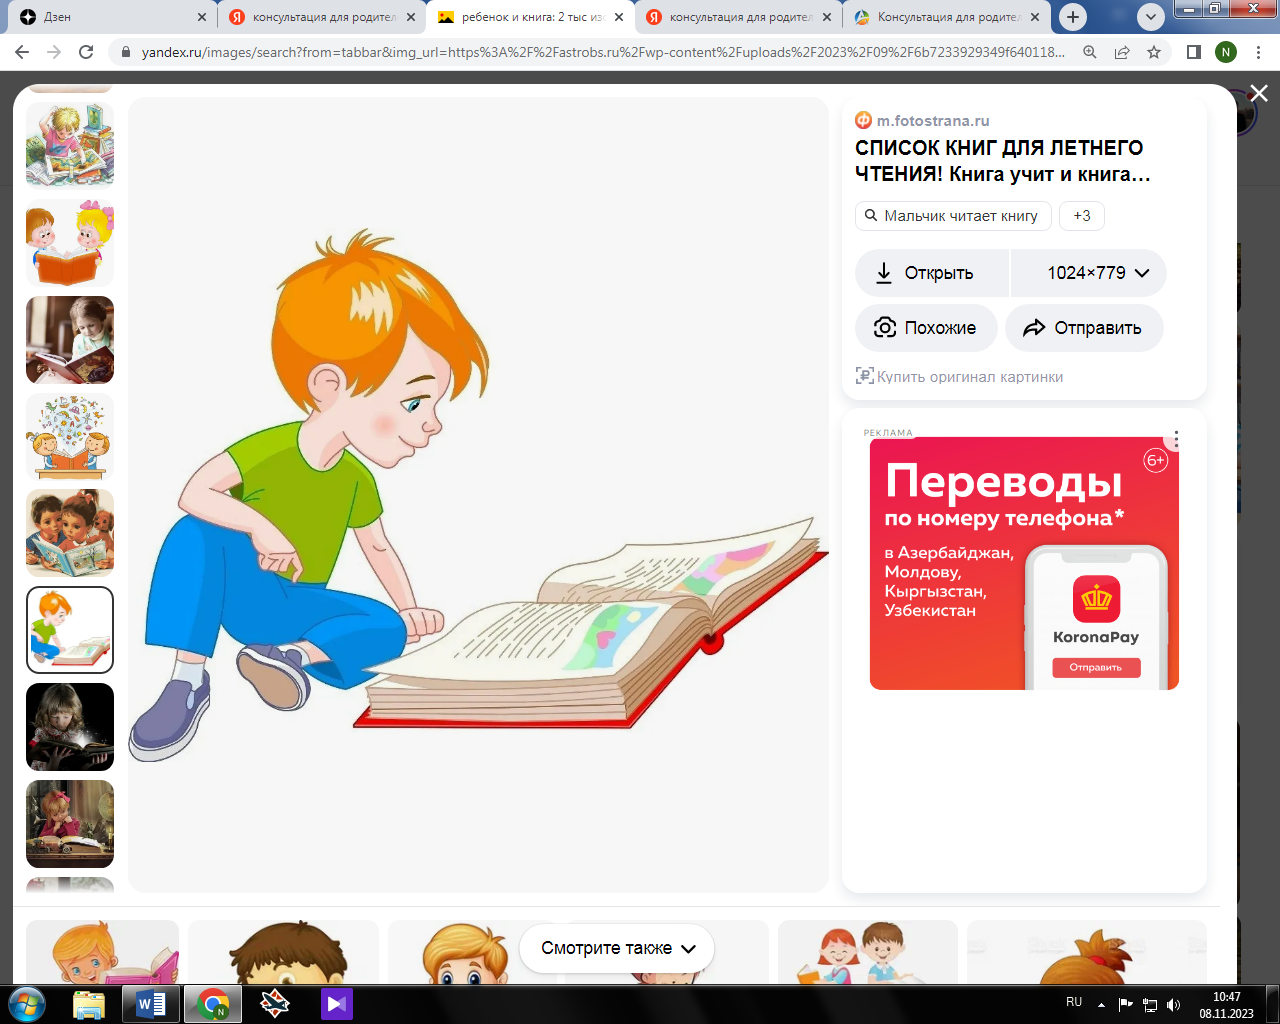 Дзен
консультация для родител
ребенок и книга: 2 тыс изо
консультация для родител
Консультация для родител
yandex.ru/images/search?from=tabbar&img_url=https%3A%2F%2Fastrobs.ru%2Fwp-content%2Fuploads%2F2023%2F09%2F6b7233929349f640118...
N
m.fotostrana.ru
СПИСОК КНИГ ДЛЯ ЛЕТНЕГО
ЧТЕНИЯ! Книга учит и книга...
Мальчик читает книгу
+3
Открыть
1024×779
Похожие
Отправить
Купить оригинал картинки
РЕКЛАМА
6+
Переводы
по номеру телефона*
в Азербайджан,
Молдову,
Кыргызстан,
Узбекистан
KoronaPay
Отправить
Смотрите также
RU
10:47
08.11.2023